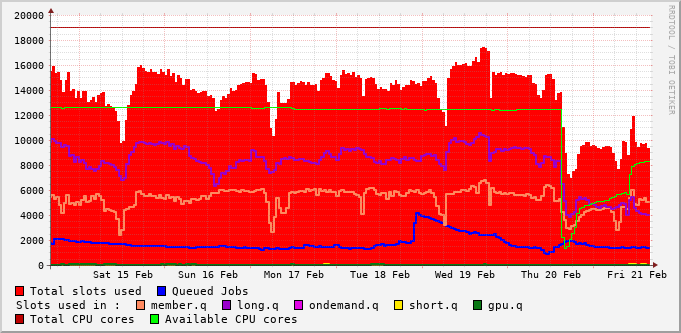 RRDTOOL / TOBI OETIKER
20000
18000
16000
14000
12000
10000
8000
6000
4000
2000
0
Sat 15 Feb Sun 16 Feb Mon 17 Feb Tue 18 Feb Wed 19 Feb Thu 20 Feb Fri 21 Feb
Total slots used Queued Jobs
Slots used in : member.q long.q ondemand.q short.q gpu.q
Total CPU cores Available CPU cores